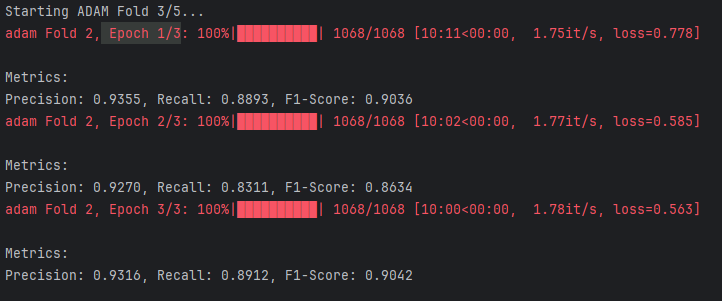 Starting ADAM Fold 3/5...
adam Fold 2, Epoch 1/3: 100%|██████████| 1068/1068 [10:11<00:00,  1.75it/s, loss=0.778]
Metrics:
Precision: 0.9355, Recall: 0.8893, F1-Score: 0.9036
adam Fold 2, Epoch 2/3: 100%|██████████| 1068/1068 [10:02<00:00,  1.77it/s, loss=0.585]
Metrics:
Precision: 0.9270, Recall: 0.8311, F1-Score: 0.8634
adam Fold 2, Epoch 3/3: 100%|██████████| 1068/1068 [10:00<00:00,  1.78it/s, loss=0.563]
Metrics:
Precision: 0.9316, Recall: 0.8912, F1-Score: 0.9042